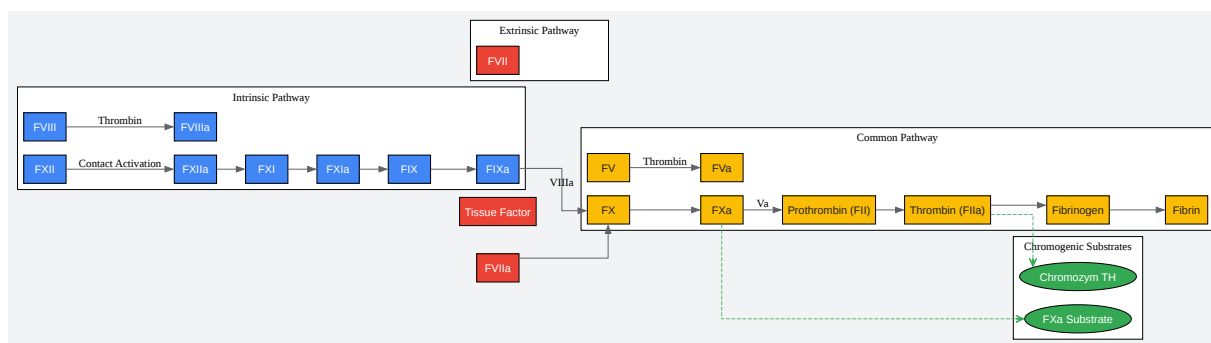 Extrinsic Pathway
FVII
Intrinsic Pathway
FVIII
Thrombin
FVIIIa
FXII
Contact Activation
FXIIa
FXI
FXIa
FIX
FIXa
VIIIa
Common Pathway
FV
Thrombin
FVa
FX
FXa
Va
Prothrombin (FII)
Thrombin (FIIa)
Fibrinogen
Fibrin
Tissue Factor
FVIIa
Chromogenic Substrates
Chromozym TH
FXa Substrate